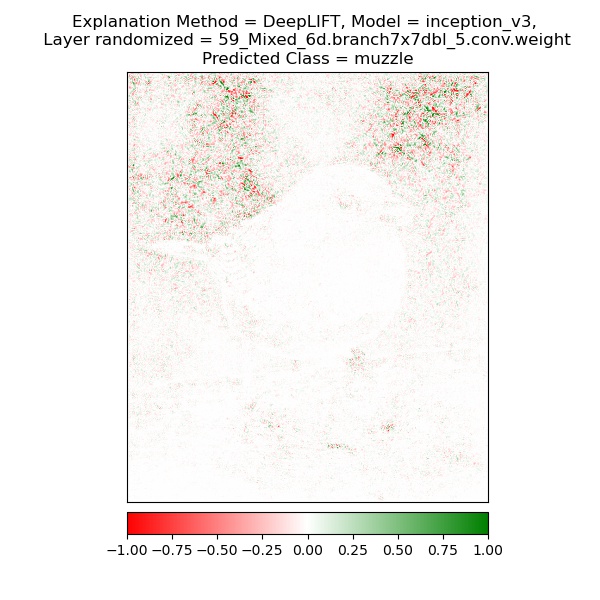 Explanation Method = DeepLIFT, Model = inception_v3,
Layer randomized = 59_Mixed_6d.branch7x7dbl_5.conv.weight
Predicted Class = muzzle
−1.00 −0.75 −0.50 −0.25 0.00 0.25 0.50 0.75 1.00